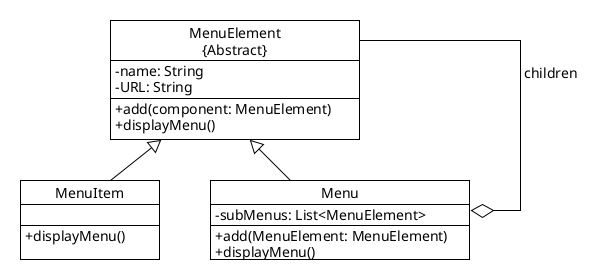 MenuElement
{Abstract}
-name: String
-URL: String
+add(component: MenuElement)
+displayMenu()
children
MenuItem
+displayMenu()
Menu
-subMenus: List<MenuElement>
+add(MenuElement: MenuElement)
+displayMenu()